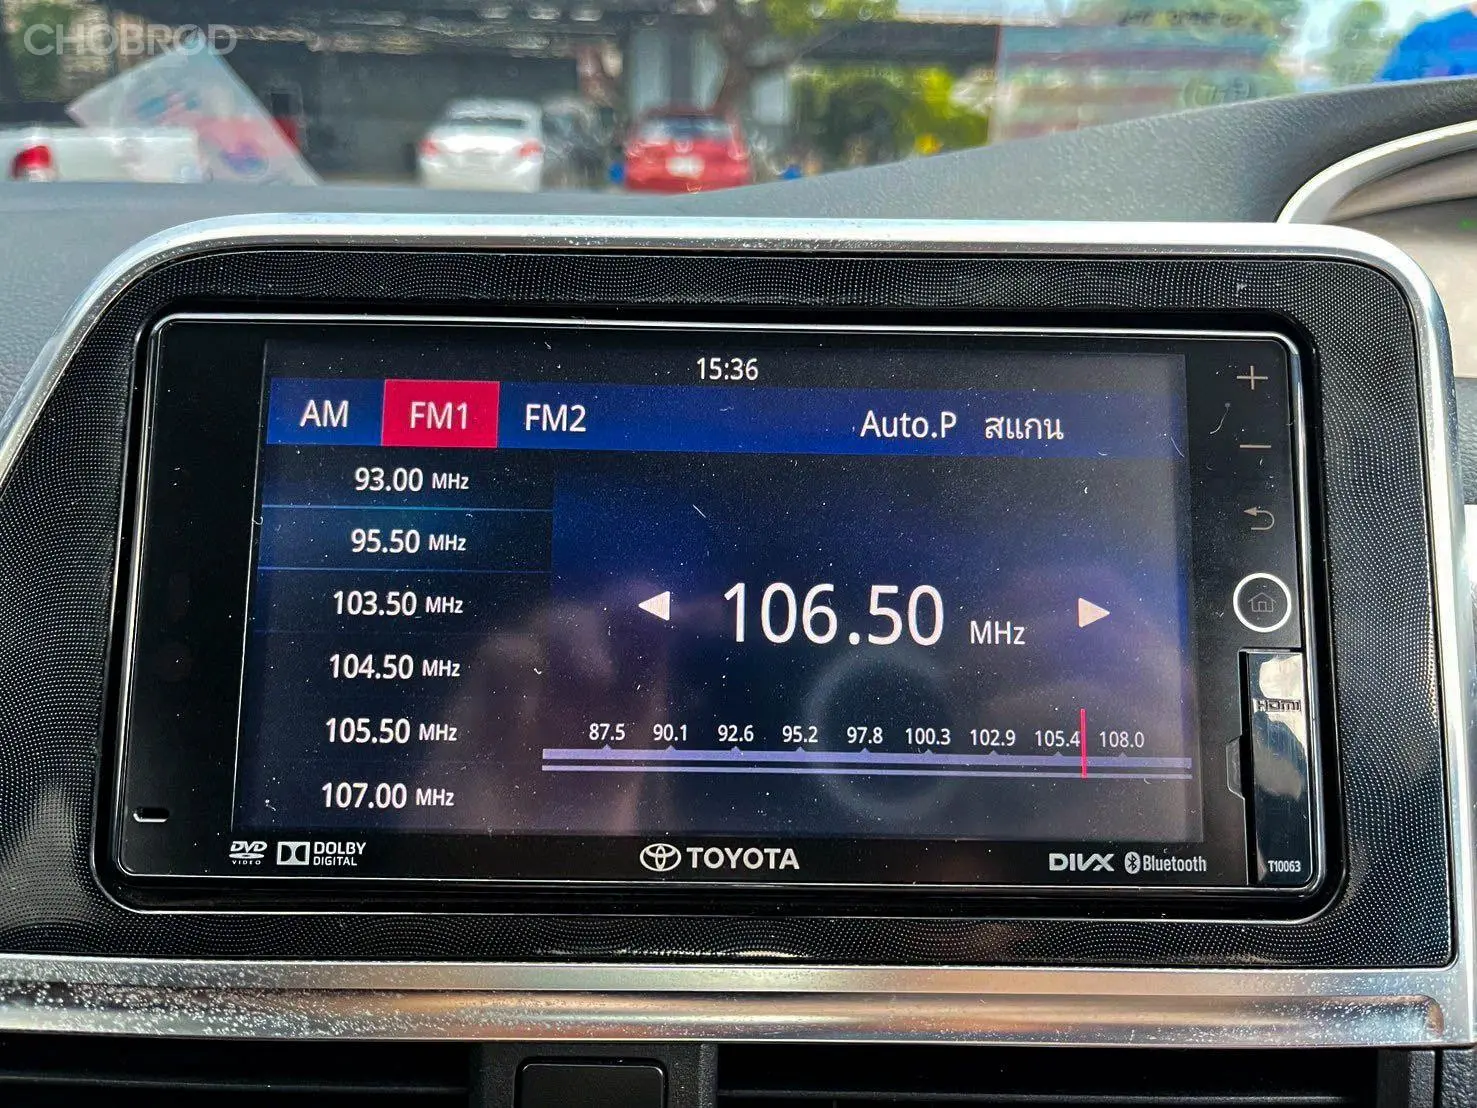 CHOBROD
15:36
AM FM1 FM2 Auto.P สแกน
93.00 MHz
95.50 MHz
103.50 MHz
104.50 MHz
105.50 MHz
107.00 MHz
106.50 MHz
87.5 90.1 92.6 95.2 97.8 100.3 102.9 105.4 108.0
HDMI
DVD VIDEO DOLBY DIGITAL TOYOTA DIVX Bluetooth T10063